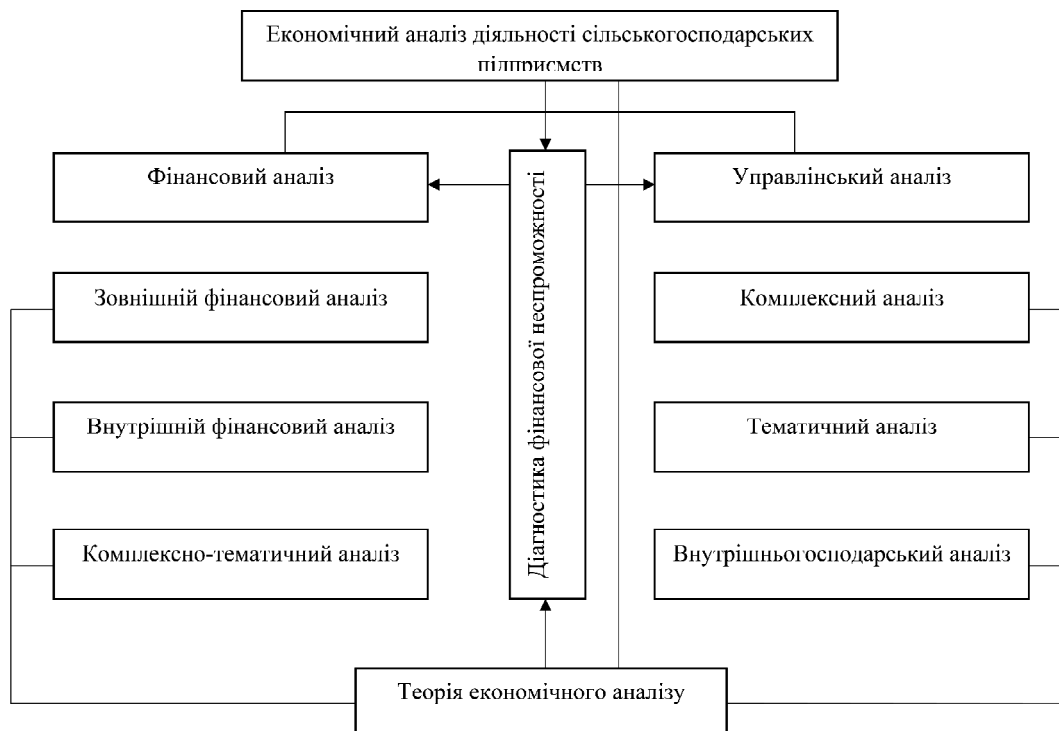 Економічний аналіз діяльності сільськогосподарських
підприємств
Фінансовий аналіз
Діагностика фінансової неспроможності
Управлінський аналіз
Зовнішній фінансовий аналіз
Комплексний аналіз
Внутрішній фінансовий аналіз
Тематичний аналіз
Комплексно-тематичний аналіз
Внутрішньогосподарський аналіз
Теорія економічного аналізу